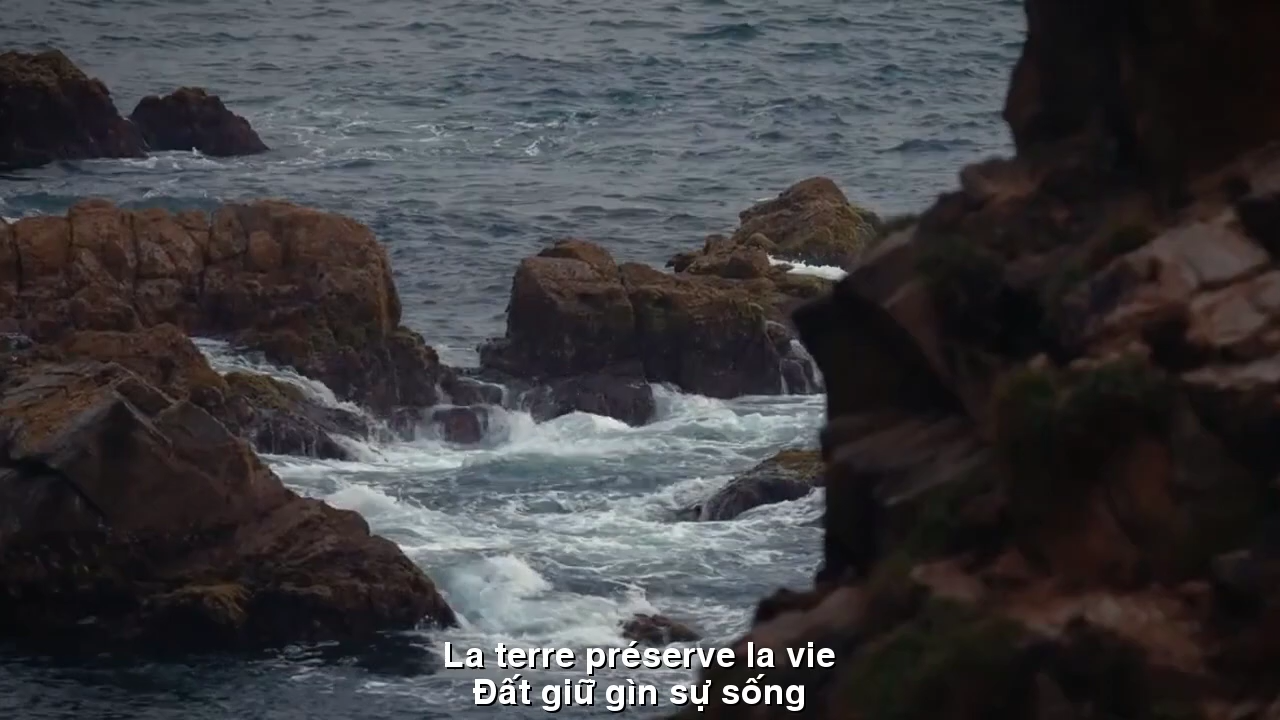 La terre préserve la vie
Đất giữ gìn sự sống